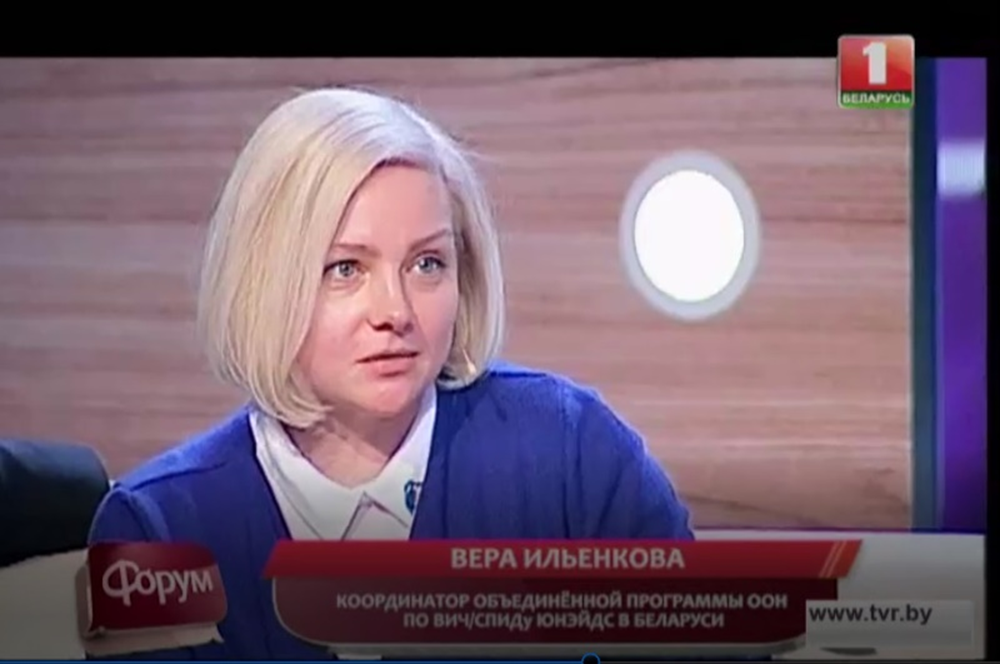 1
БЕЛАРУСЬ
ВЕРА ИЛЬЕНКОВА
Форум
КООРДИНАТОР ОБЪЕДИНЁННОЙ ПРОГРАММЫ ООН
ПО ВИЧ/СПИДу ЮНЭЙДС В БЕЛАРУСИ
www.tvr.by